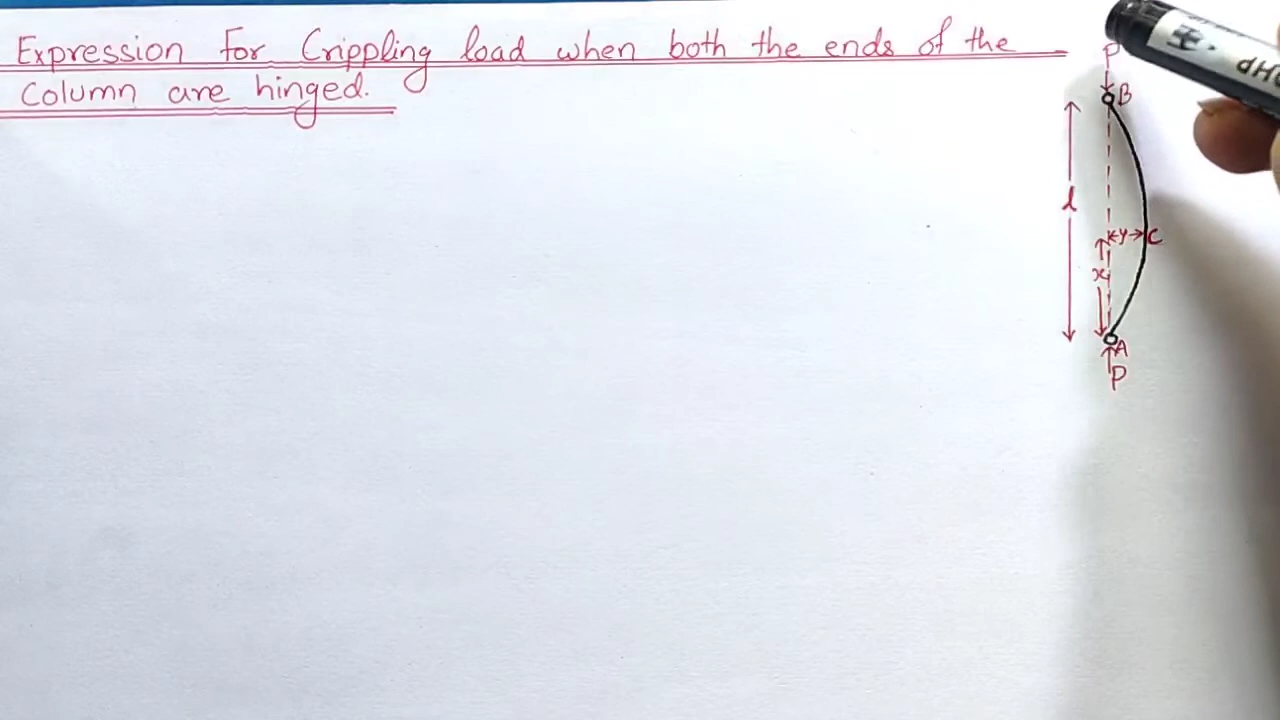 Expression For Crippling load when both the ends of the
Column are hinged.
P
B
l
y
C
x
A
P